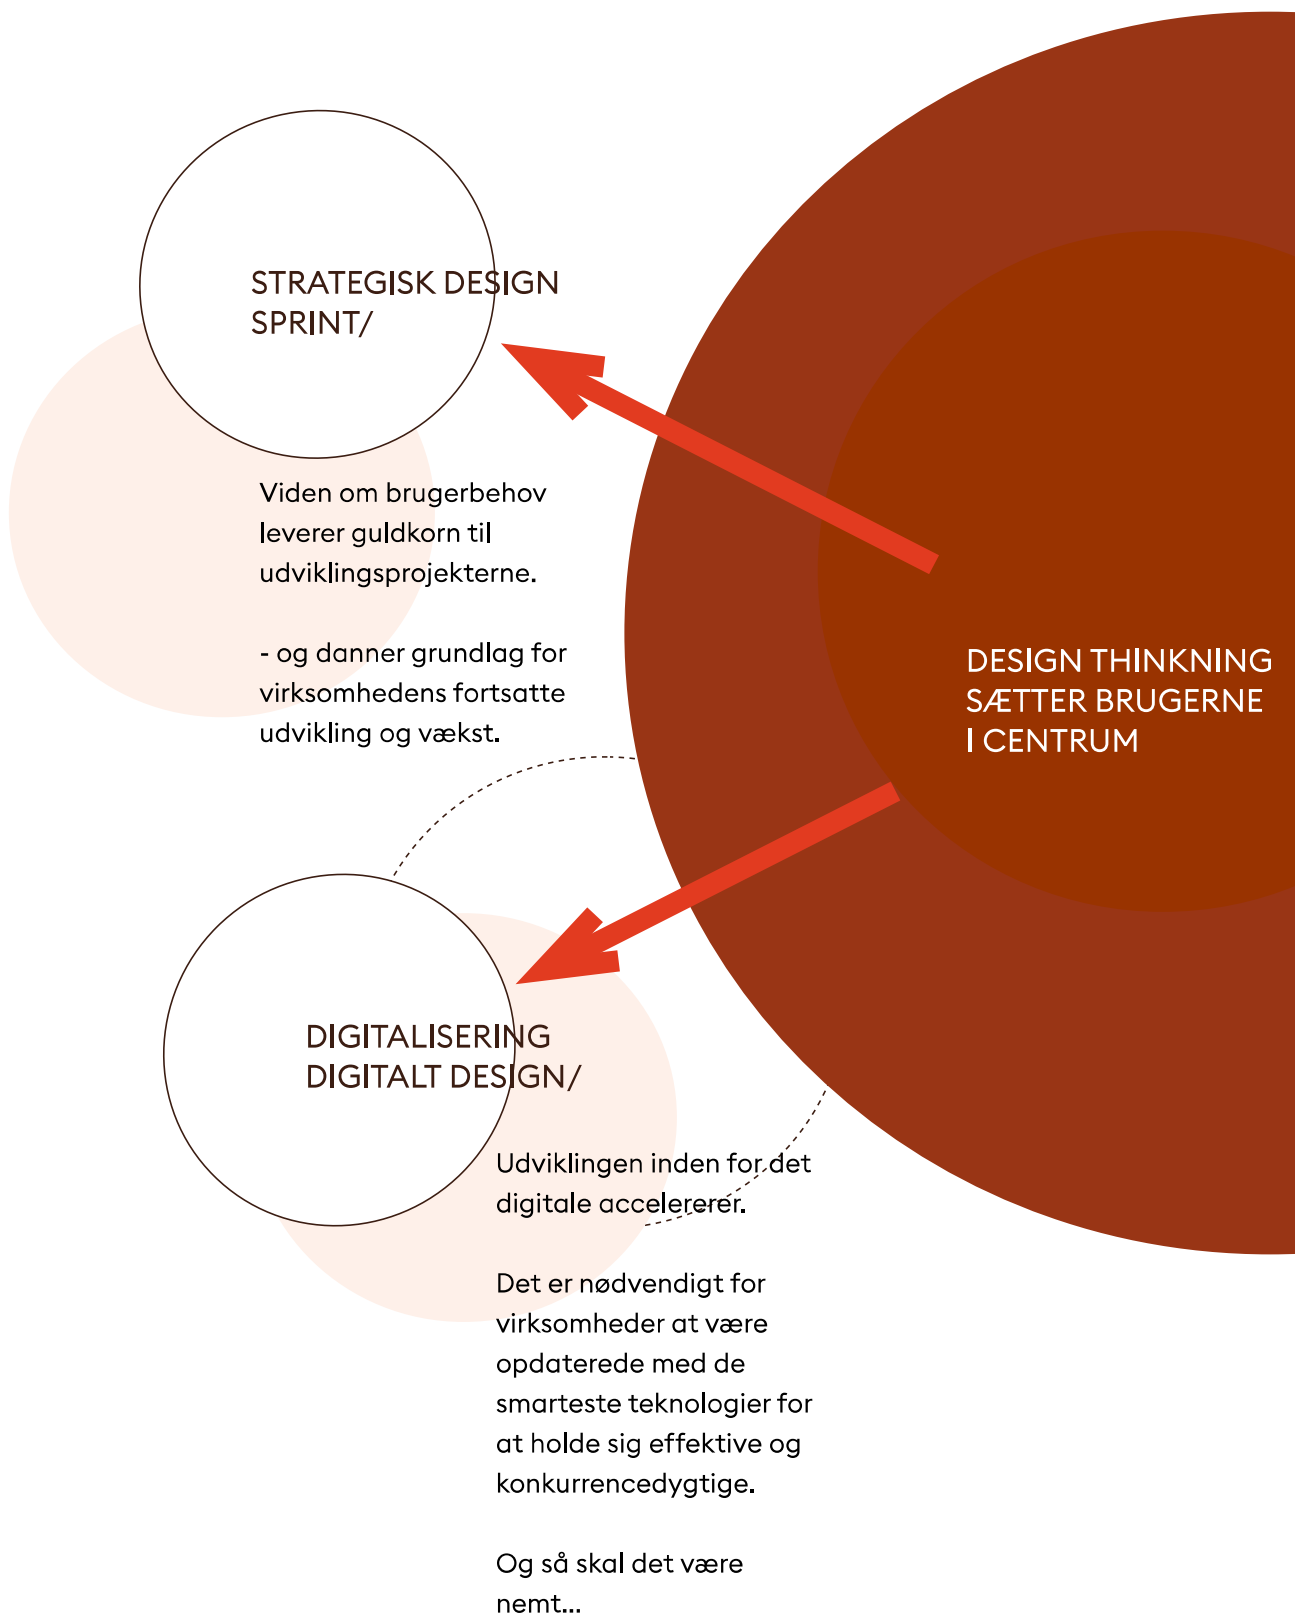 STRATEGISK DESIGN
SPRINT/
Viden om brugerbehov
leverer guldkorn til
udviklingsprojekterne.
- og danner grundlag for
virksomhedens fortsatte
udvikling og vækst.
DESIGN THINKNING
SÆTTER BRUGERNE
I CENTRUM
DIGITALISERING
DIGITALT DESIGN/
Udviklingen inden for det
digitale accelererer.
Det er nødvendigt for
virksomheder at være
opdaterede med de
smarteste teknologier for
at holde sig effektive og
konkurrencedygtige.
Og så skal det være
nemt...